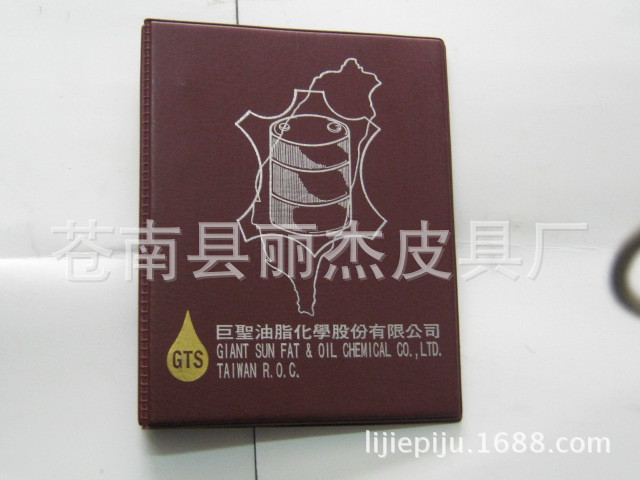 苍南县丽杰皮具厂
巨聖油脂化學股份有限公司
GTS
GIANT SUN FAT & OIL CHEMICAL CO.,LTD.
TAIWAN R.O.C.
lijiepiju.1688.com